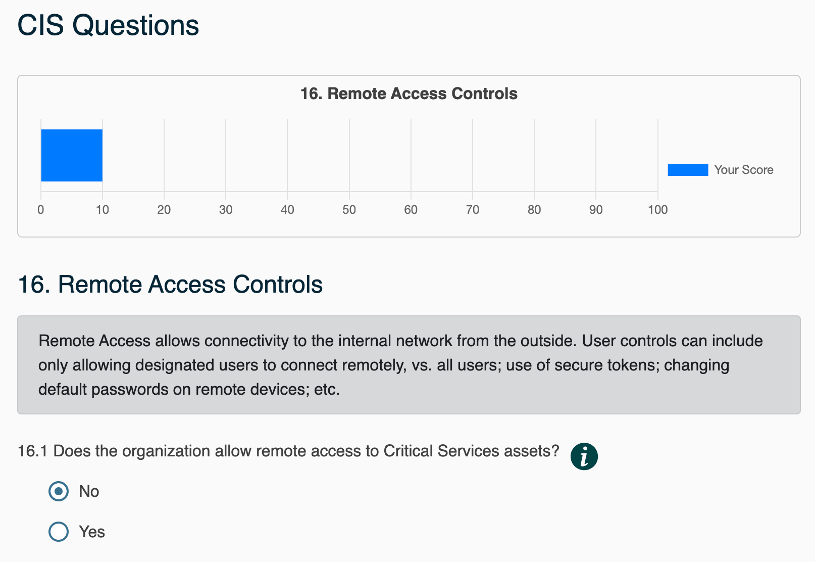 CIS Questions
16. Remote Access Controls
Your Score
0 10 20 30 40 50 60 70 80 90 100
16. Remote Access Controls
Remote Access allows connectivity to the internal network from the outside. User controls can include
only allowing designated users to connect remotely, vs. all users; use of secure tokens; changing
default passwords on remote devices; etc.
16.1 Does the organization allow remote access to Critical Services assets? i
No
Yes